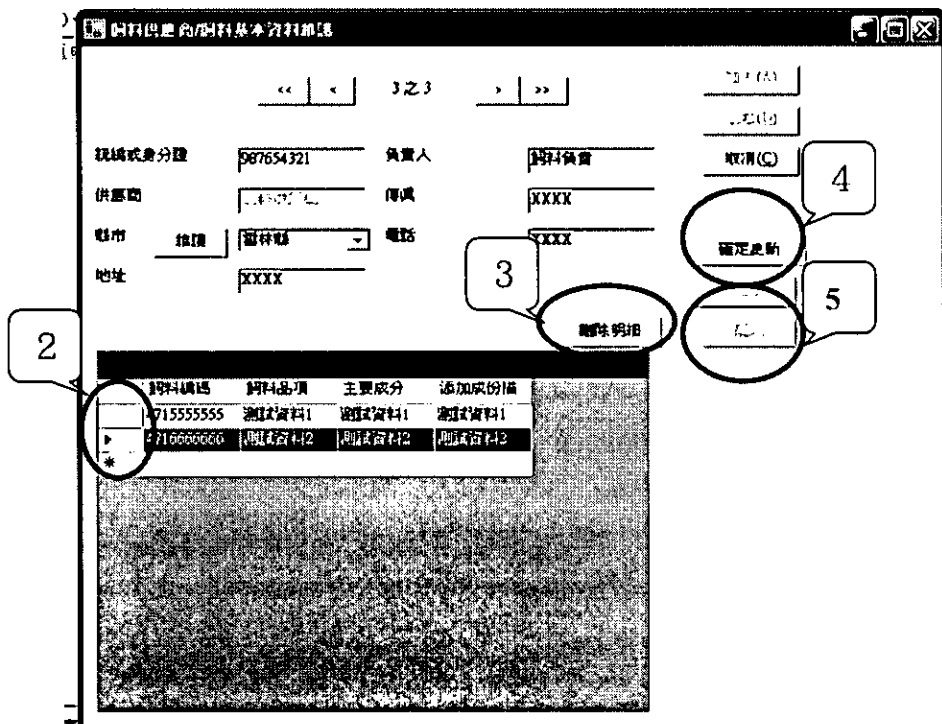 飼料供應商/飼料基本資料維護
<< < 3之3 > >>
取消(C)
統編或身分證 987654321 負責人 飼料負責
供應商 傳真 XXXX
縣市 維護 雲林縣 電話 XXXX
地址 XXXX
確定更新
刪除明細
2
3
4
5
飼料編碼 飼料品項 主要成分 添加成份描
4715555555 測試資料1 測試資料1 測試資料1
4716666666 測試資料2 測試資料2 測試資料2